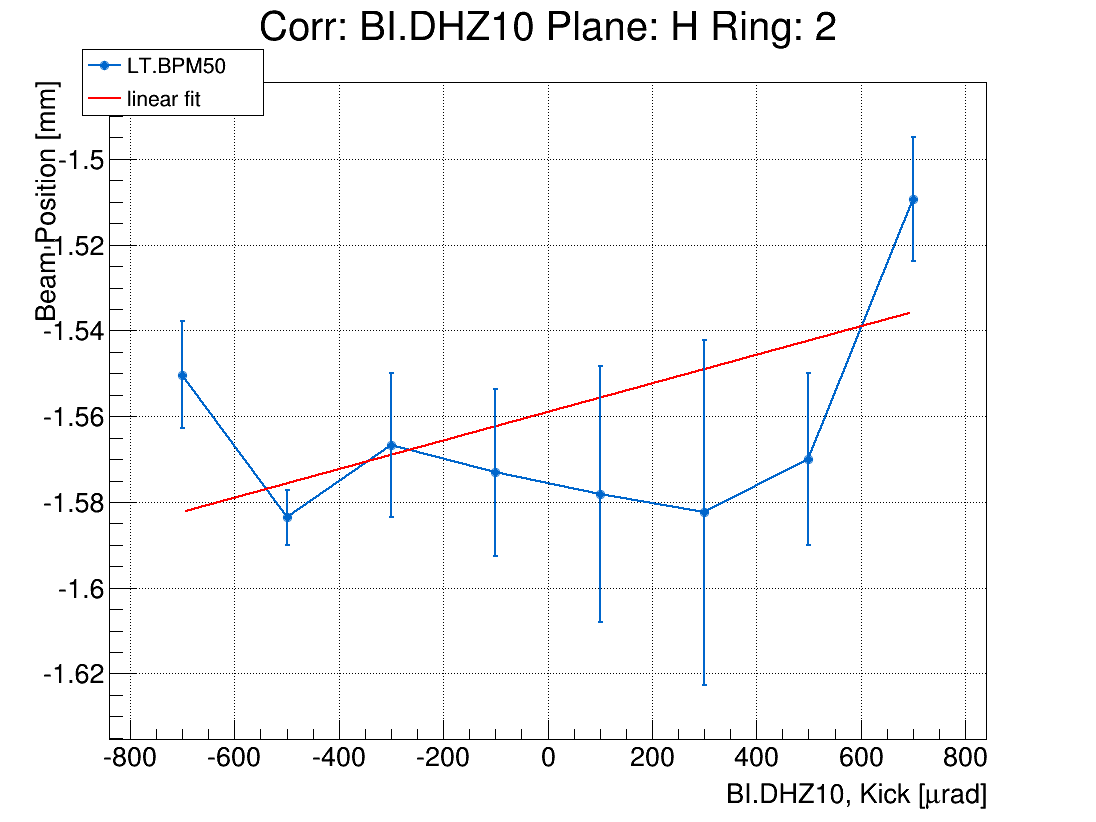 Corr: BI.DHZ10 Plane: H Ring: 2
LT.BPM50
linear fit
Beam Position [mm]
-1.5
-1.52
-1.54
-1.56
-1.58
-1.6
-1.62
-800 -600 -400 -200 0 200 400 600 800
BI.DHZ10, Kick [μrad]